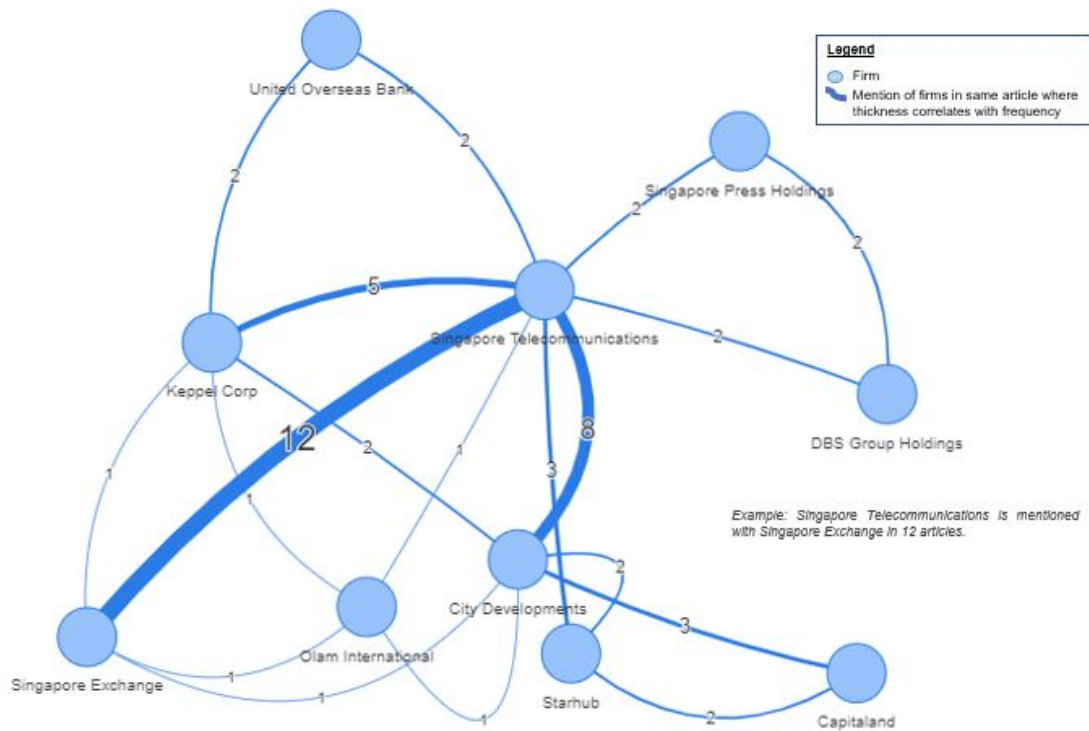 Legend
Firm
Mention of firms in same article where
thickness correlates with frequency
United Overseas Bank
2
2
Singapore Press Holdings
2
2
5
Singapore Telecommunications
2
Keppel Corp
DBS Group Holdings
12
2
1
8
3
1
1
Example: Singapore Telecommunications is mentioned
with Singapore Exchange in 12 articles.
2
City Developments
3
Olam International
Singapore Exchange
1
1
1
Starhub
2
Capitaland